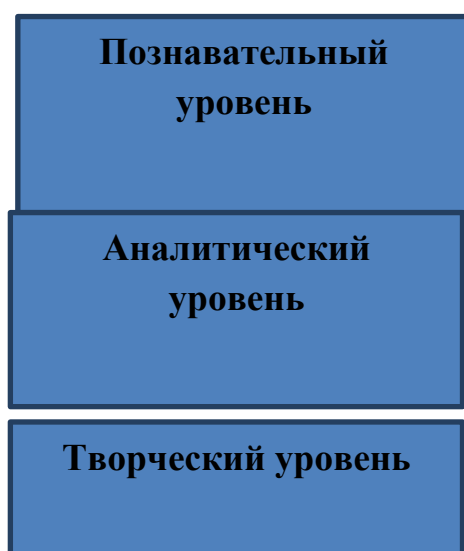 Познавательный
уровень
Аналитический
уровень
Творческий уровень